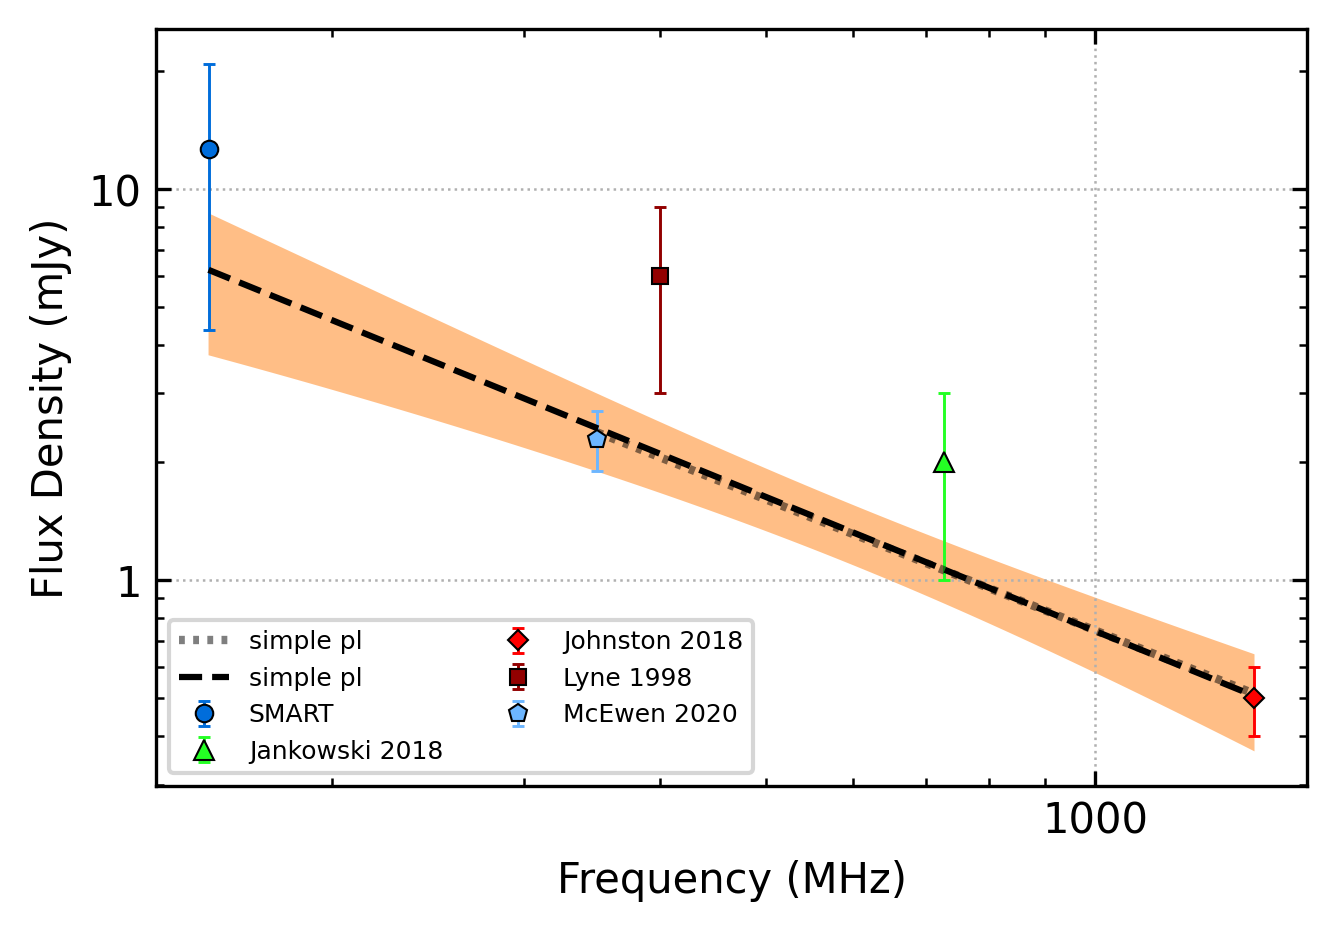 10
1
Flux Density (mJy)
simple pl
simple pl
SMART
Jankowski 2018
Johnston 2018
Lyne 1998
McEwen 2020
1000
Frequency (MHz)